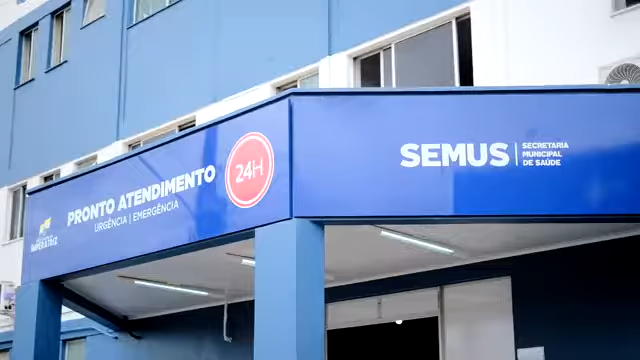 PRONTO ATENDIMENTO
URGÊNCIA | EMERGÊNCIA
24H
IMPERATRIZ
SEMUS
SECRETARIA
MUNICIPAL
DE SAÚDE